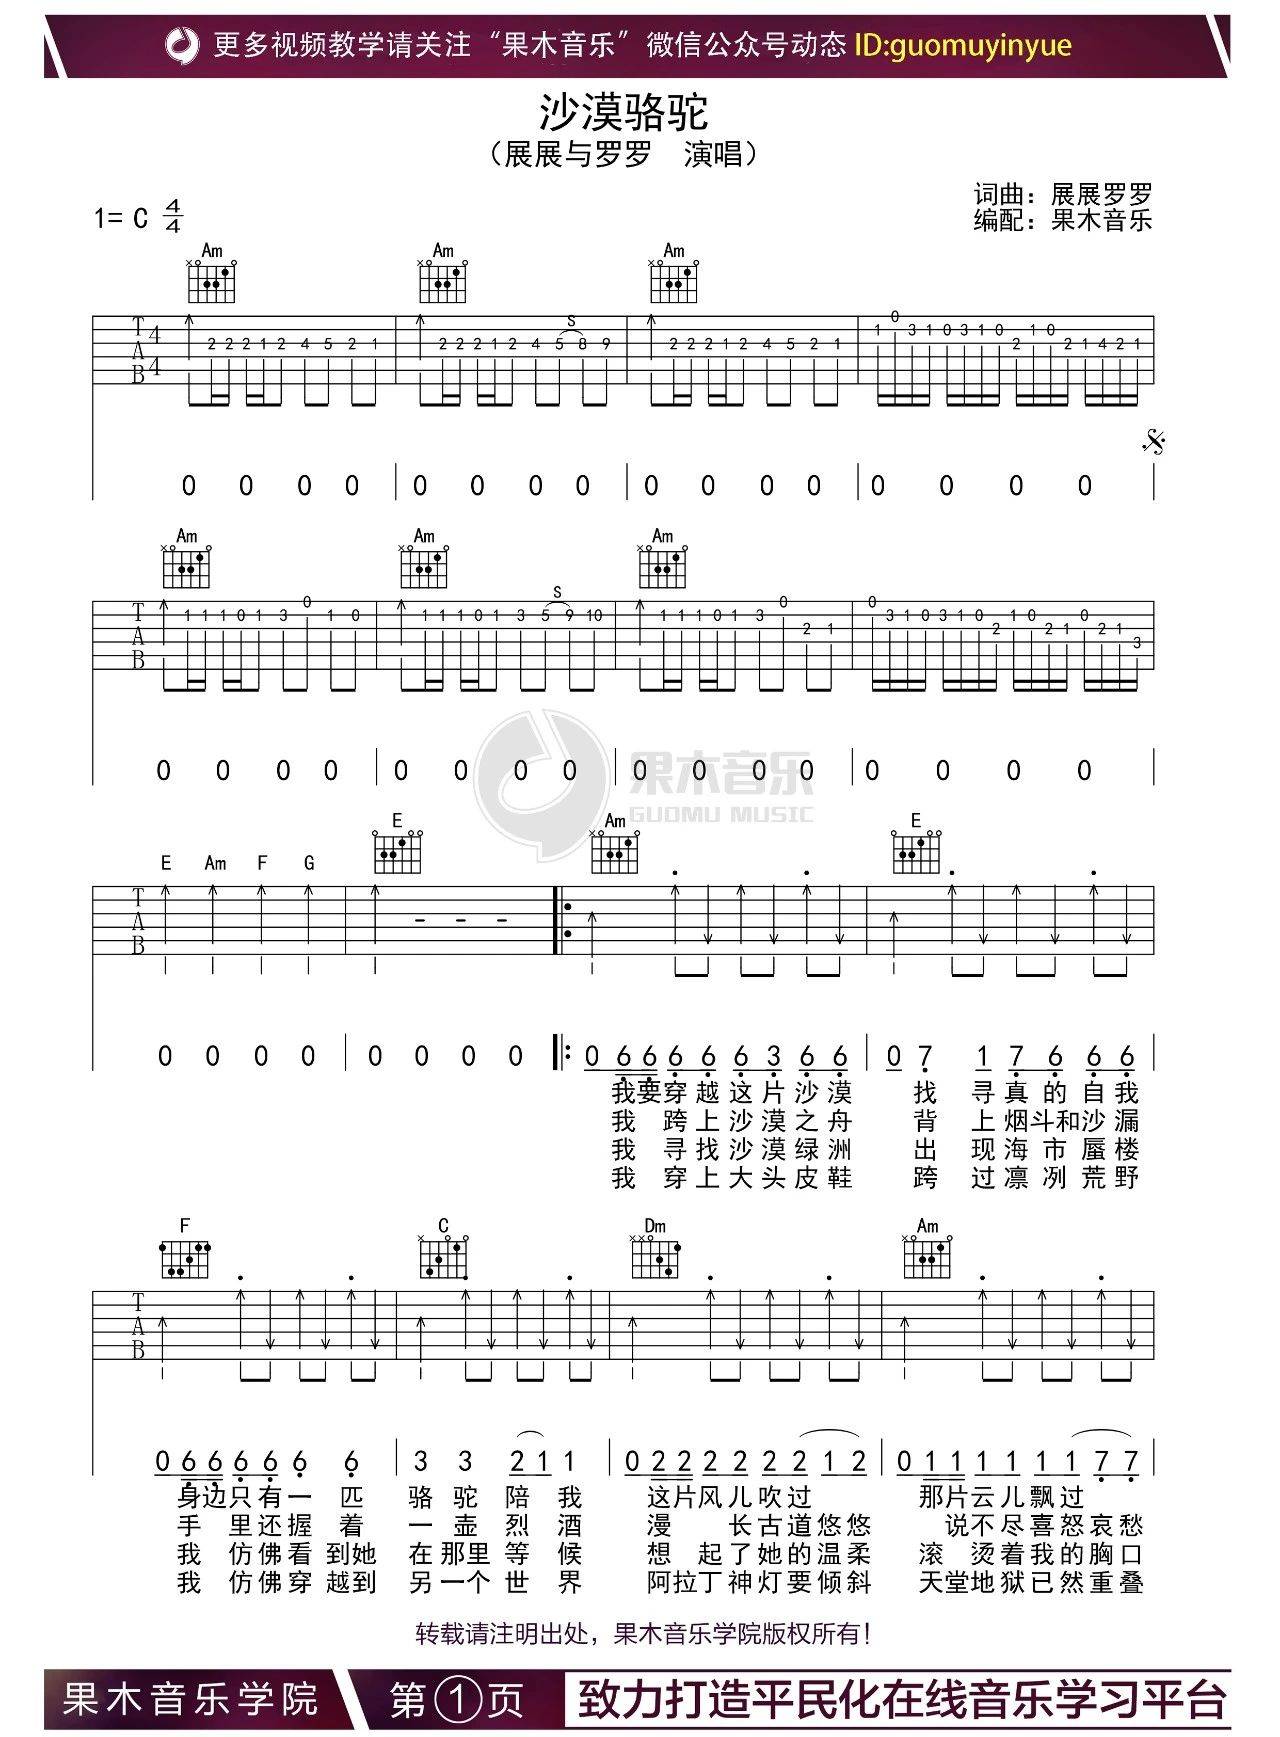 更多视频教学请关注“果木音乐”微信公众号动态 ID:guomuyinyue
沙漠骆驼
（展展与罗罗 演唱）
词曲：展展罗罗
1= C 4/4 编配：果木音乐
Am Am Am
S
T 4 2 2 2 1 2 4 5 2 1 2 2 2 1 2 4 5 8 9 2 2 2 1 2 4 5 2 1 1 0 3 1 0 3 1 0 2 1 0 2 1 4 2 1
A 4
B
0 0 0 0 0 0 0 0 0 0 0 0 0 0 0 0
Am Am Am
S
T 1 1 1 0 1 3 0 1 0 1 1 1 0 1 3 5 9 10 1 1 1 0 1 3 0 2 1 0 3 1 0 3 1 0 2 1 0 2 1 0 2 1 3
A
B
0 0 0 0 0 0 0 0 0 0 0 0 0 0 0 0
果木音乐
GUOMU MUSIC
E Am F G E Am E
T
A
B
0 0 0 0 0 0 0 0 0 6 6 6 6 6 3 6 6 0 7 1 7 6 6 6
我要穿越这片沙漠 找寻真的自我
我跨上沙漠之舟 背上烟斗和沙漏
我寻找沙漠绿洲 出现海市蜃楼
我穿上大头皮鞋 跨过凛冽荒野
F C Dm Am
T
A
B
0 6 6 6 6 6 6 3 3 2 1 1 0 2 2 2 2 2 2 1 2 0 1 1 1 1 1 1 7 7
身边只有一匹 骆驼陪我 这片风儿吹过 那片云儿飘过
手里还握着 一壶烈酒 漫长古道悠悠 说不尽喜怒哀愁
我仿佛看到她 在那里等候 想起了她的温柔 滚烫着我的胸口
我仿佛穿越到 另一个世界 阿拉丁神灯要倾斜 天堂地狱已然重叠
转载请注明出处，果木音乐学院版权所有！
果木音乐学院 第1页 致力打造平民化在线音乐学习平台